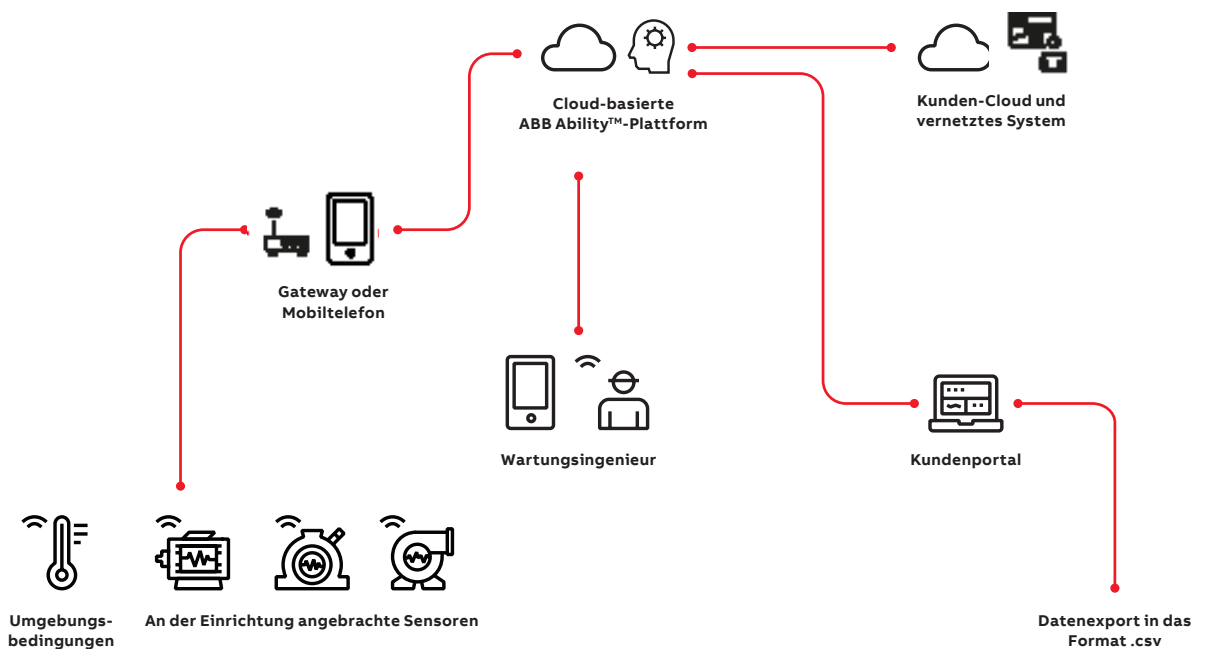 Cloud-basierte
ABB Ability™-Plattform
Kunden-Cloud und
vernetztes System
Gateway oder
Mobiltelefon
Wartungsingenieur
Kundenportal
Umgebungs-
bedingungen
An der Einrichtung angebrachte Sensoren
Datenexport in das
Format .csv